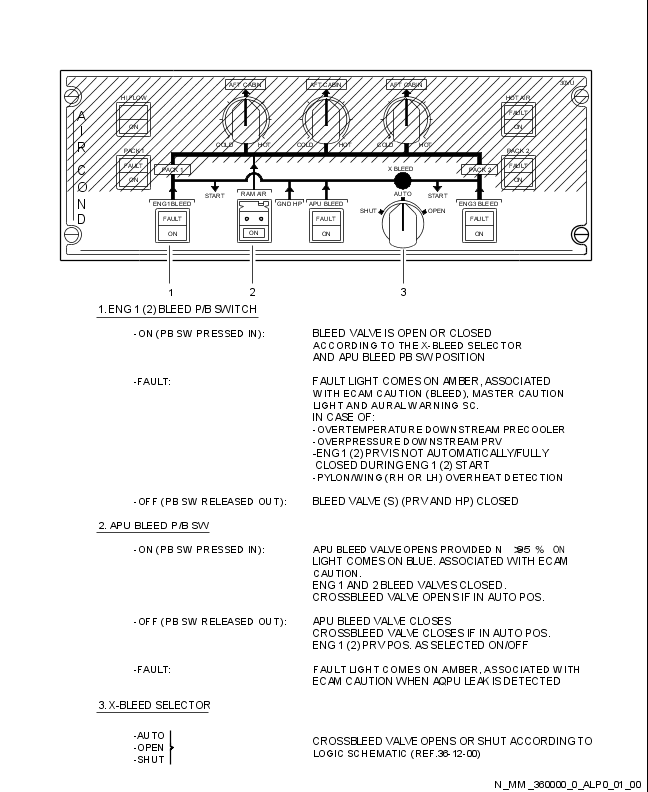 AFT CABIN AFT CABIN AFT CABIN 30VU
HI FLOW HOT AIR
FAULT
ON ON
COLD HOT COLD HOT COLD HOT
AIR COND
PACK 1 PACK 2
FAULT PACK 1 X BLEED PACK 2 FAULT
ON ON
START RAM AIR AUTO START
ENG1BLEED GND HP APU BLEED SHUT OPEN ENG3 BLEED
FAULT FAULT FAULT
ON ON ON ON
1 2 3
1. ENG 1 (2) BLEED P/B SWITCH
- ON (PB SW PRESSED IN): BLEED VALVE IS OPEN OR CLOSED
ACCORDING TO THE X-BLEED SELECTOR
AND APU BLEED PB SW POSITION
- FAULT: FAULT LIGHT COMES ON AMBER, ASSOCIATED
WITH ECAM CAUTION (BLEED), MASTER CAUTION
LIGHT AND AURAL WARNING SC.
IN CASE OF:
- OVERTEMPERATURE DOWNSTREAM PRECOOLER
- OVERPRESSURE DOWNSTREAM PRV
- ENG 1 (2) PRV IS NOT AUTOMATICALLY/FULLY
CLOSED DURING ENG 1 (2) START
- PYLON/WING (RH OR LH) OVERHEAT DETECTION
- OFF (PB SW RELEASED OUT): BLEED VALVE (S) (PRV AND HP) CLOSED
2. APU BLEED P/B SW
- ON (PB SW PRESSED IN): APU BLEED VALVE OPENS PROVIDED N >95 % ON
LIGHT COMES ON BLUE. ASSOCIATED WITH ECAM
CAUTION.
ENG 1 AND 2 BLEED VALVES CLOSED.
CROSSBLEED VALVE OPENS IF IN AUTO POS.
- OFF (PB SW RELEASED OUT): APU BLEED VALVE CLOSES
CROSSBLEED VALVE CLOSES IF IN AUTO POS.
ENG 1 (2) PRV POS. AS SELECTED ON/OFF
- FAULT: FAULT LIGHT COMES ON AMBER, ASSOCIATED WITH
ECAM CAUTION WHEN AQPU LEAK IS DETECTED
3. X-BLEED SELECTOR
- AUTO
- OPEN
- SHUT
CROSSBLEED VALVE OPENS OR SHUT ACCORDING TO
LOGIC SCHEMATIC (REF.36-12-00)
N_MM_360000_0_ALP0_01_00